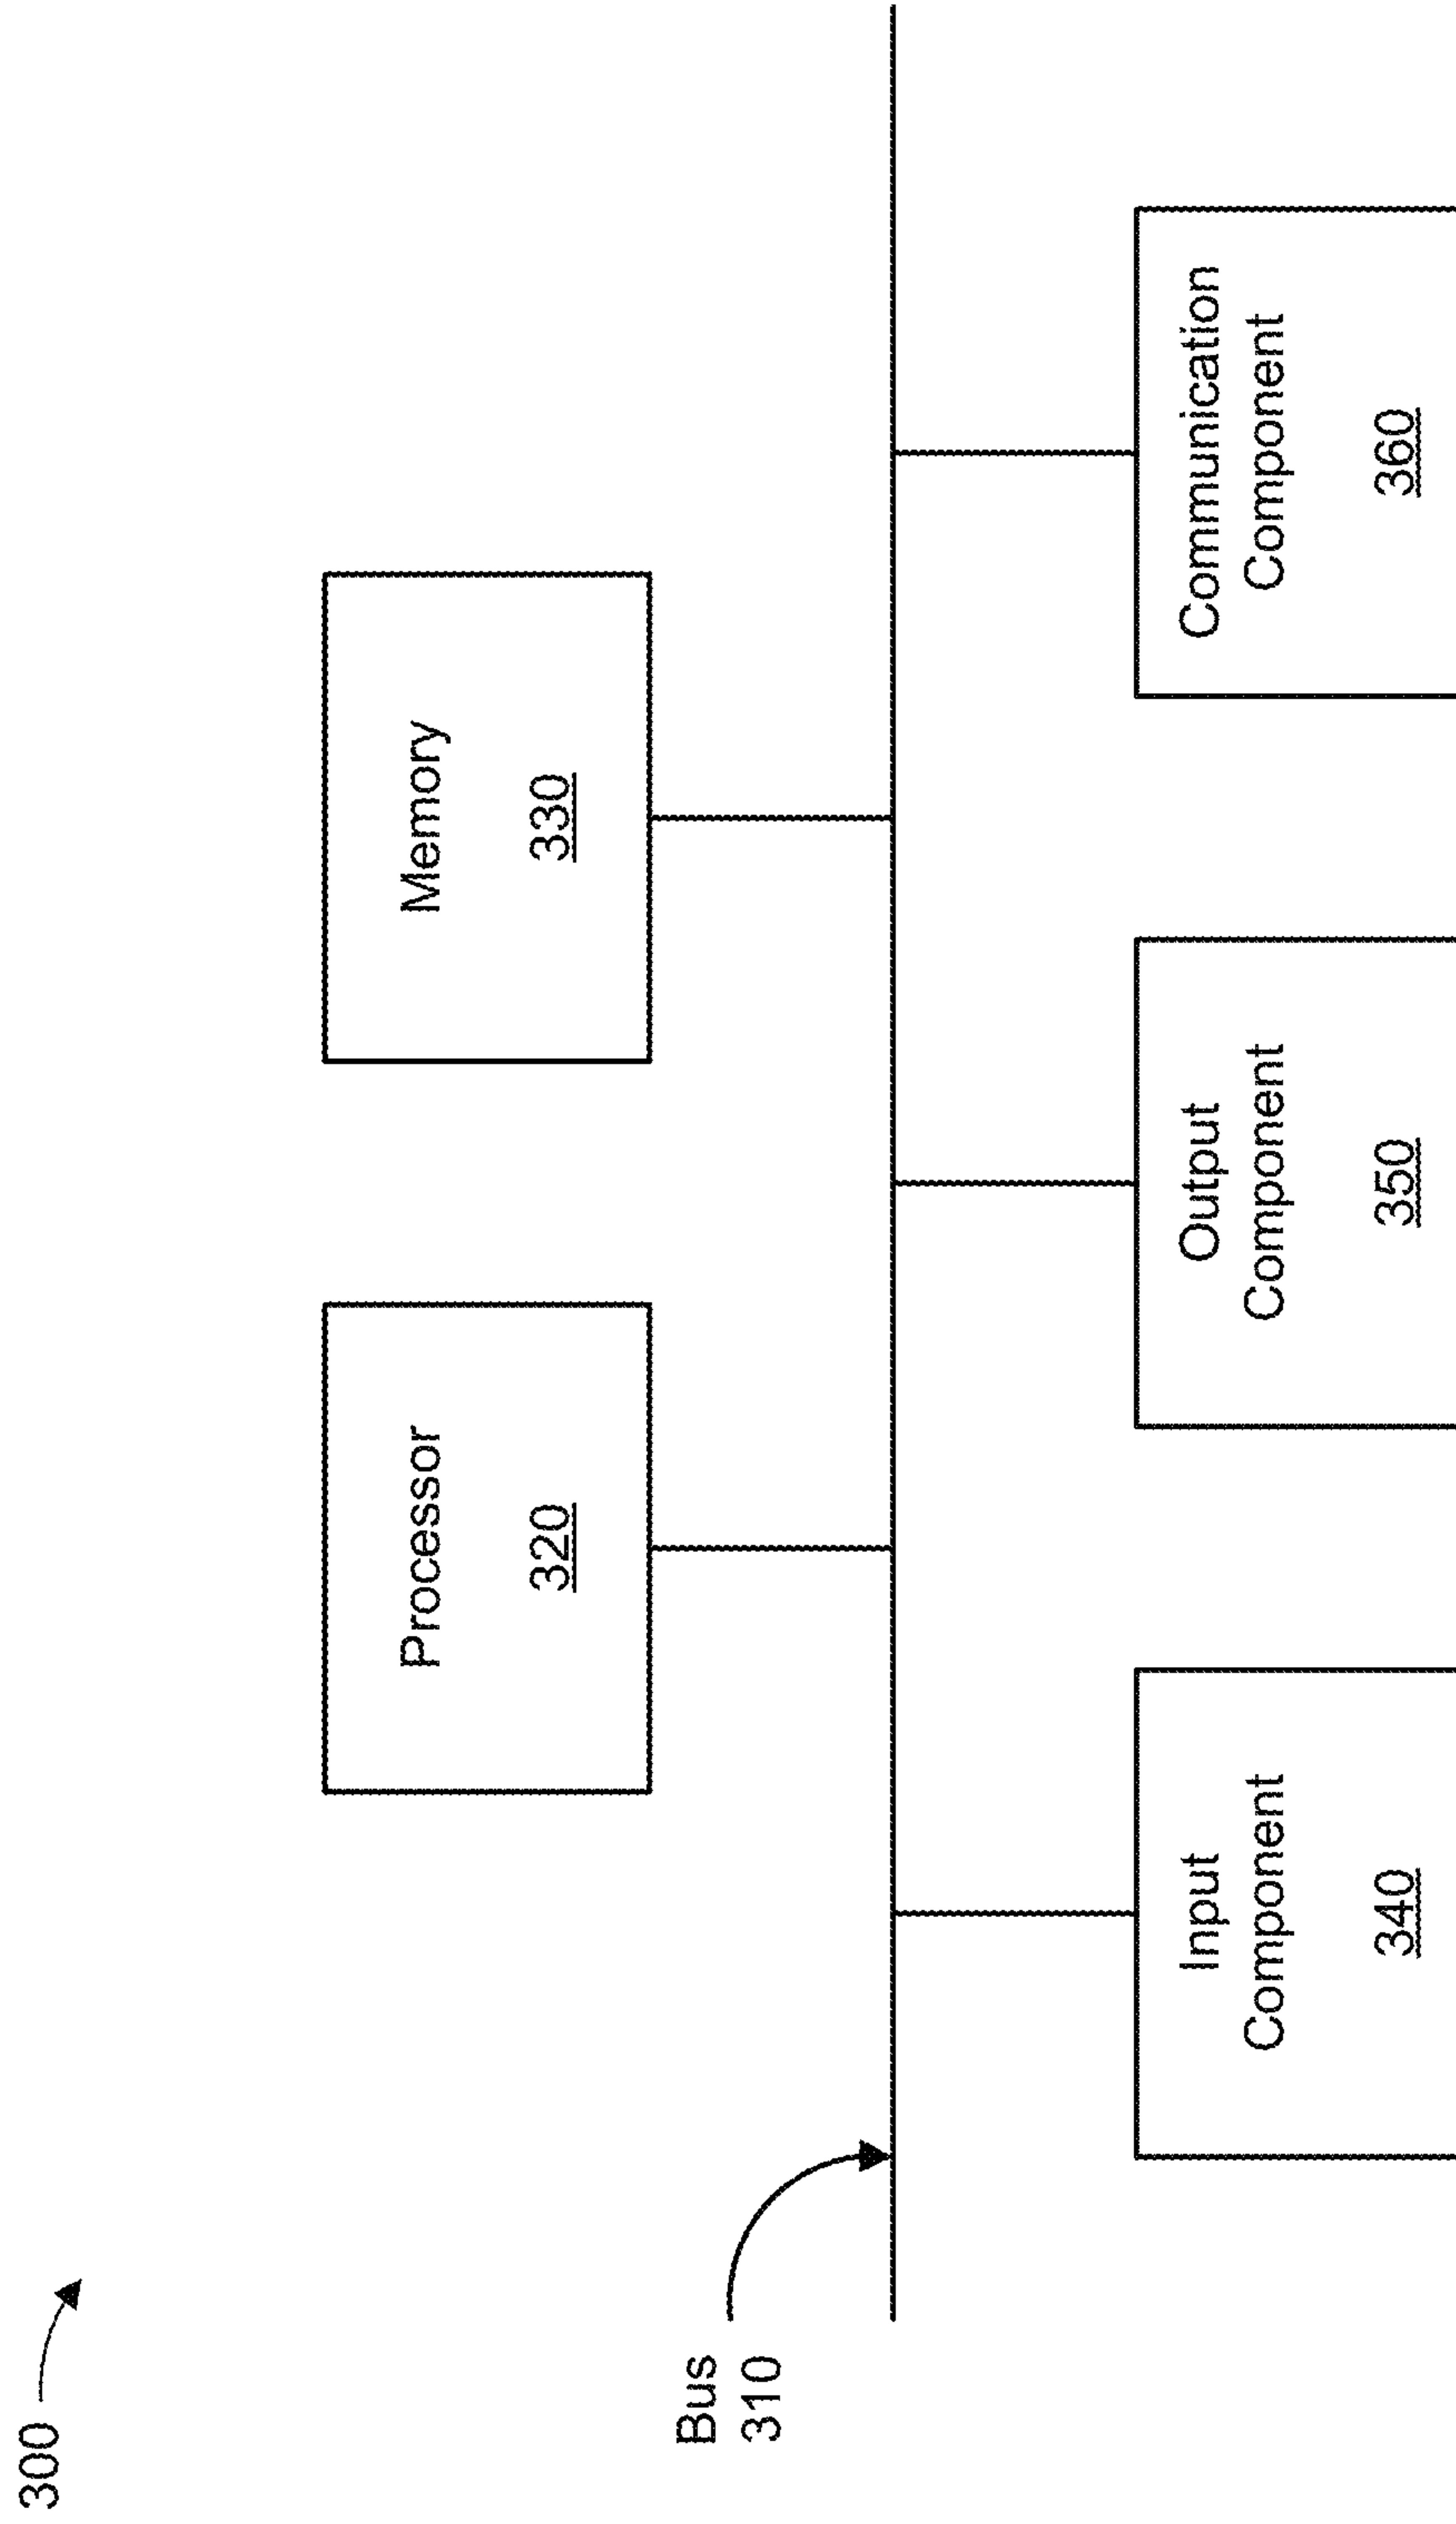 300
Processor
320
Memory
330
Bus
310
Input
Component
340
Output
Component
350
Communication
Component
360